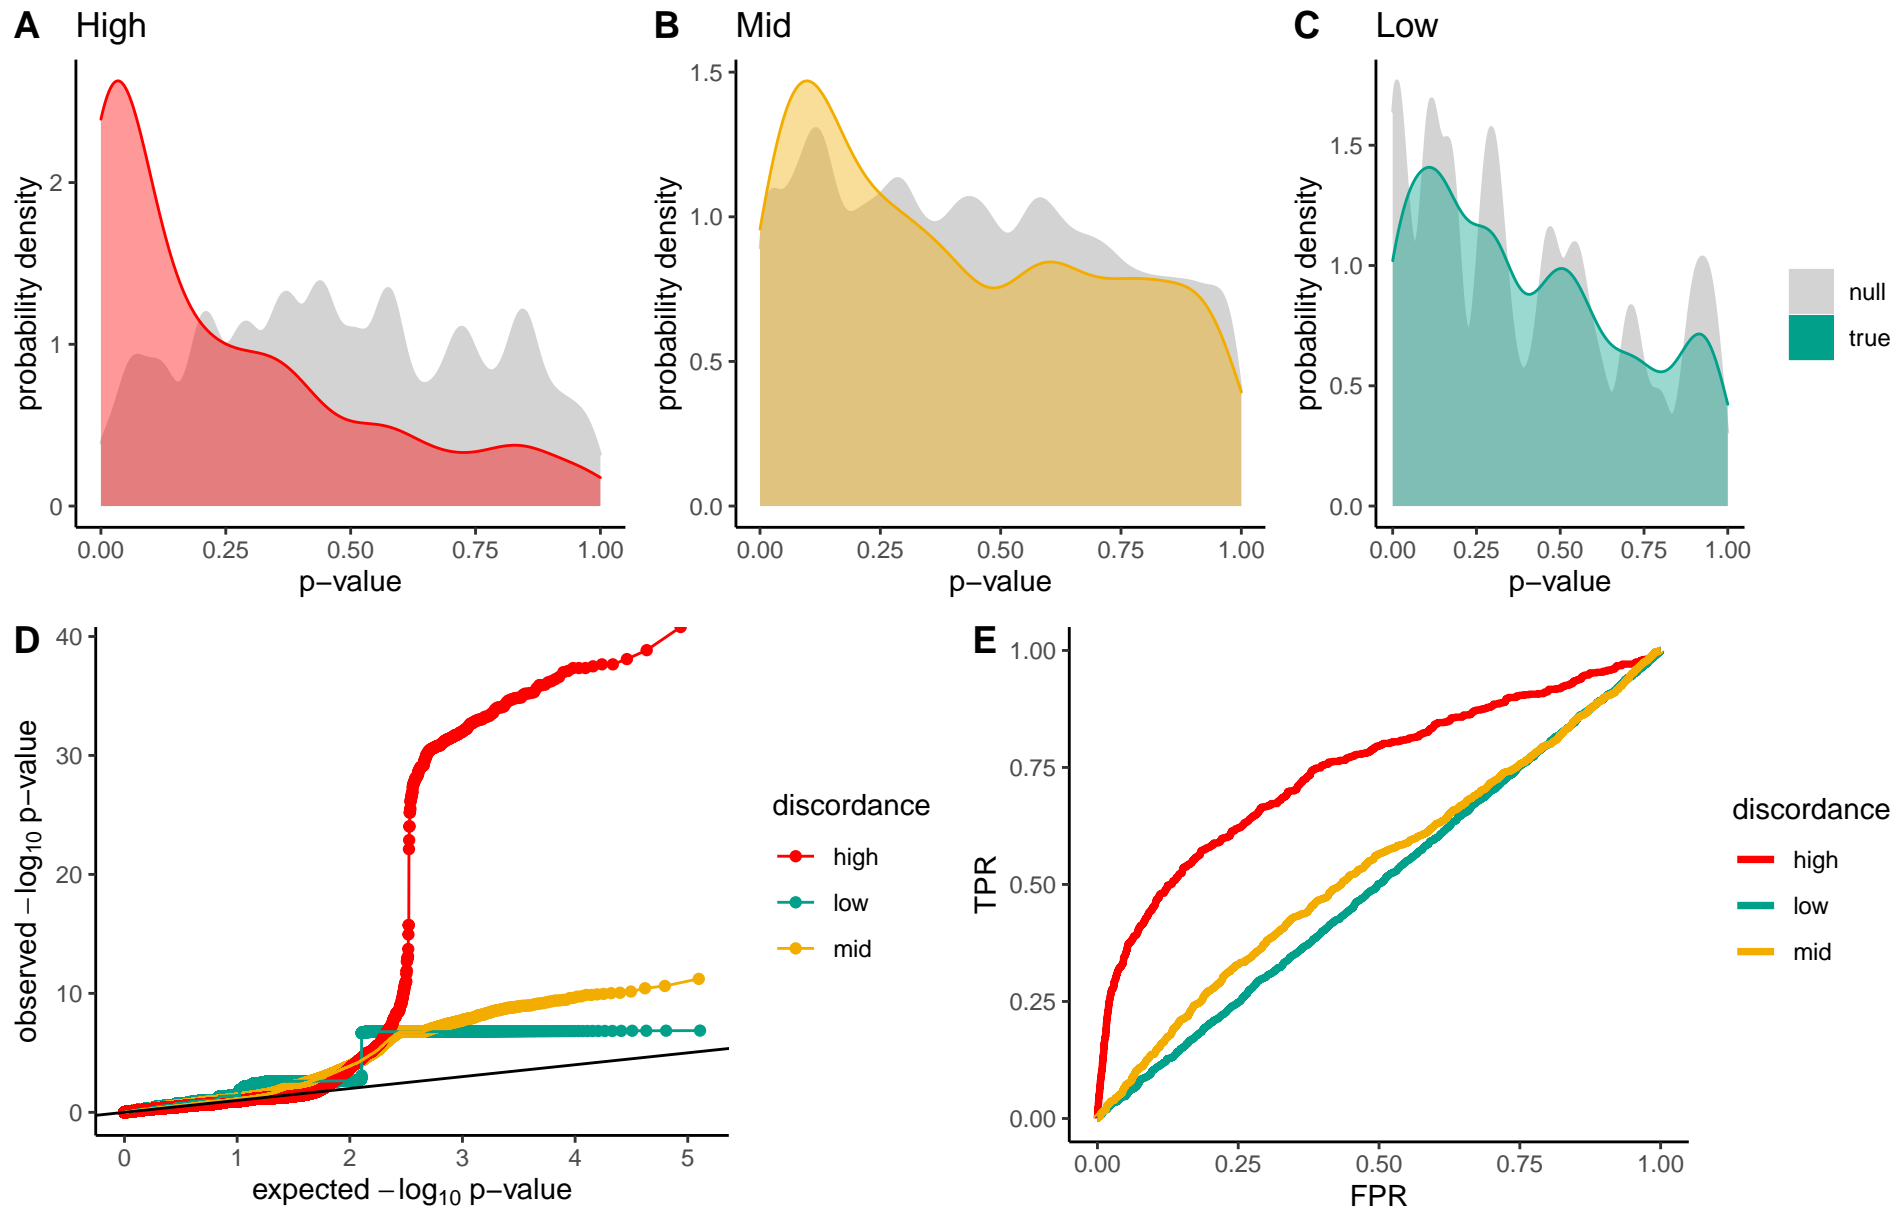 A High
B Mid
C Low
probability density
2
1
0
0.00 0.25 0.50 0.75 1.00
p−value
probability density
1.5
1.0
0.5
0.0
0.00 0.25 0.50 0.75 1.00
p−value
probability density
1.5
1.0
0.5
0.0
0.00 0.25 0.50 0.75 1.00
p−value
null
true
D
observed −log10 p−value
40
30
20
10
0
0 1 2 3 4 5
expected −log10 p−value
discordance
high
low
mid
E
TPR
1.00
0.75
0.50
0.25
0.00
0.00 0.25 0.50 0.75 1.00
FPR
discordance
high
low
mid